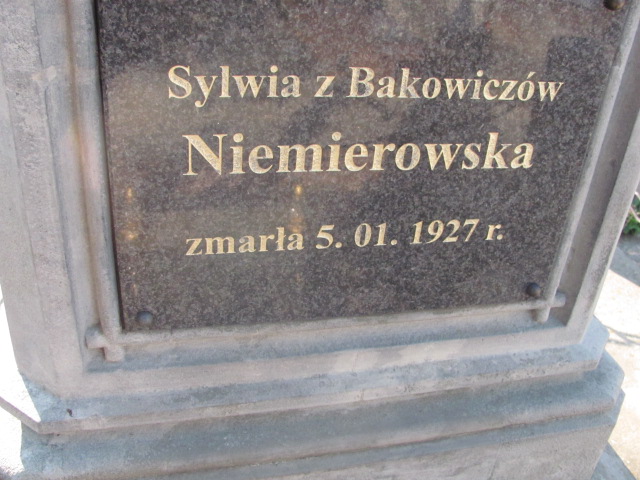 Sylwia z Bakowiczów
Niemierowska
zmarła 5. 01. 1927 r.